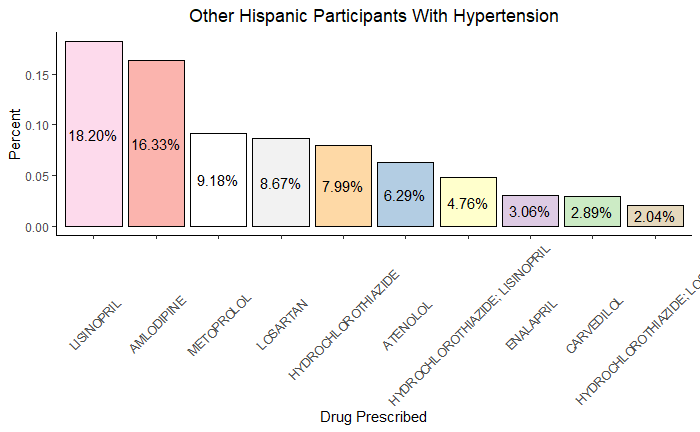 Other Hispanic Participants With Hypertension
Percent
0.15
0.10
0.05
0.00
18.20%
16.33%
9.18%
8.67%
7.99%
6.29%
4.76%
3.06%
2.89%
2.04%
LISINOPRIL
AMLODIPINE
METOPROLOL
LOSARTAN
HYDROCHLOROTHIAZIDE
ATENOLOL
HYDROCHLOROTHIAZIDE; LISINOPRIL
ENALAPRIL
CARVEDILOL
HYDROCHLOROTHIAZIDE; LOS
Drug Prescribed